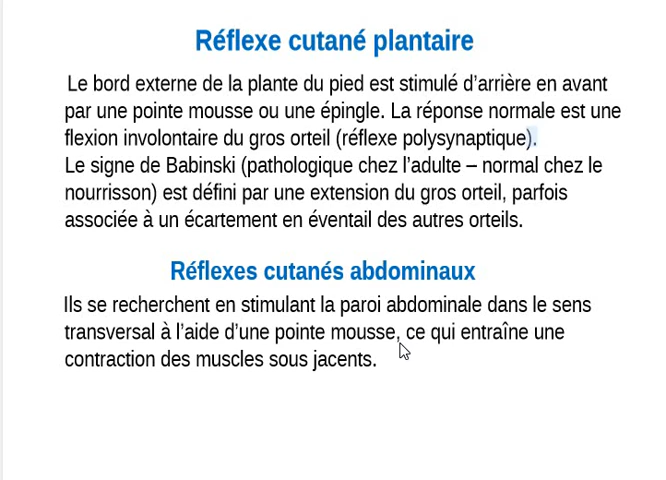 Réflexe cutané plantaire
Le bord externe de la plante du pied est stimulé d’arrière en avant
par une pointe mousse ou une épingle. La réponse normale est une
flexion involontaire du gros orteil (réflexe polysynaptique).
Le signe de Babinski (pathologique chez l’adulte – normal chez le
nourrisson) est défini par une extension du gros orteil, parfois
associée à un écartement en éventail des autres orteils.
Réflexes cutanés abdominaux
Ils se recherchent en stimulant la paroi abdominale dans le sens
transversal à l’aide d’une pointe mousse, ce qui entraîne une
contraction des muscles sous jacents.